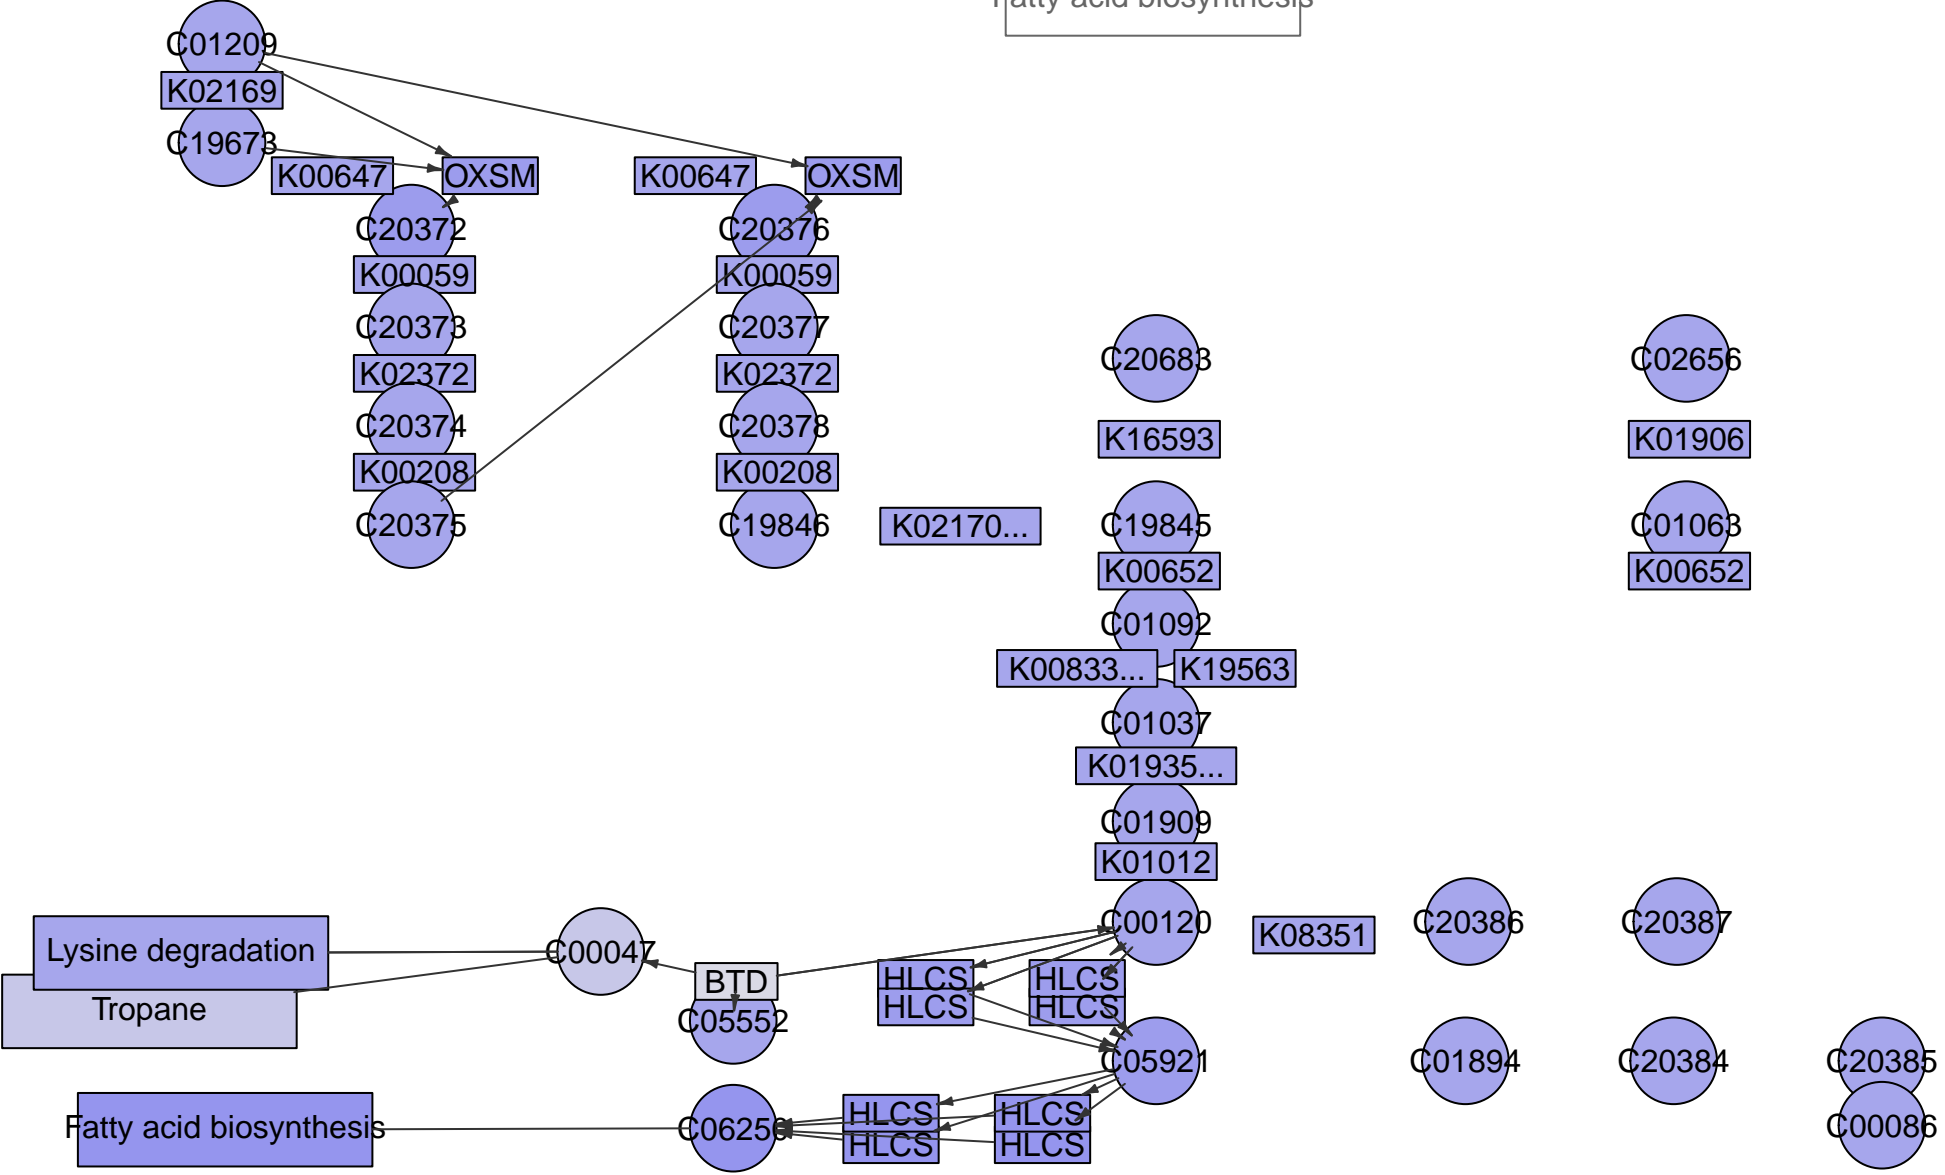 Fatty acid biosynthesis
C01209
K02169
C19673
K00647
OXSM
K00647
OXSM
C20372
C20376
K00059
K00059
C20373
C20377
C20683
C02656
K02372
K02372
C20374
C20378
K16593
K01906
K00208
K00208
C20375
C19846
K02170...
C19845
C01063
K00652
K00652
C01092
K00833...
K19563
C01037
K01935...
C01909
K01012
C00120
K08351
C20386
C20387
Lysine degradation
C00047
BTD
HLCS
HLCS
Tropane
HLCS
HLCS
C05552
C05921
C01894
C20384
C20385
Fatty acid biosynthesis
C06250
HLCS
HLCS
HLCS
HLCS
C00086